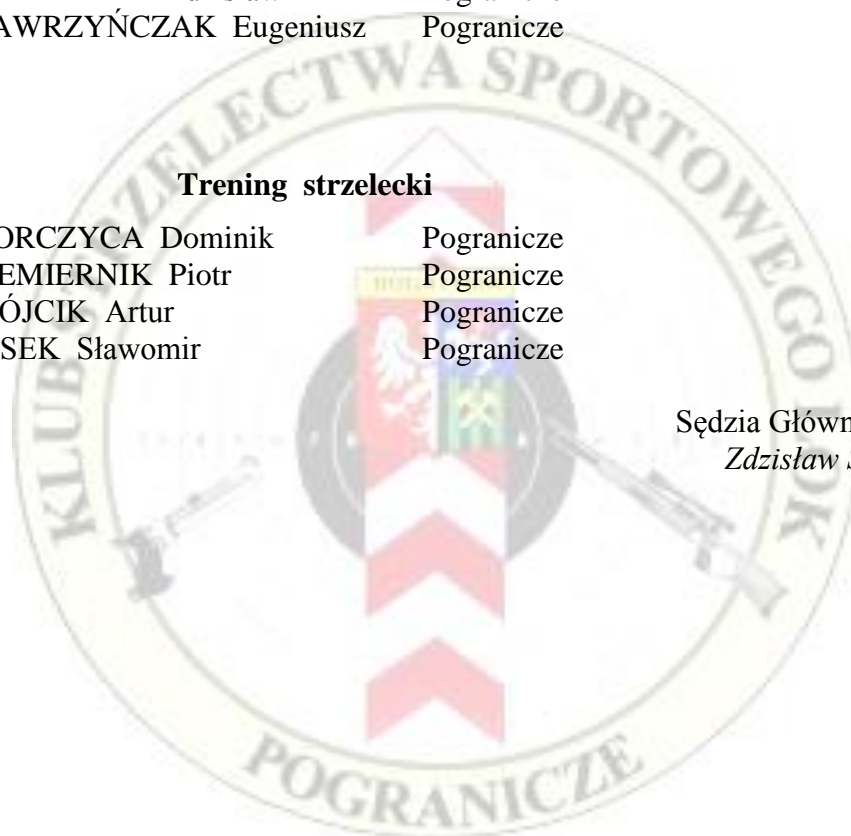 AWRZYŃCZAK Eugeniusz Pogranicze
Trening strzelecki
ORCZYCA Dominik Pogranicze
EMIERNIK Piotr Pogranicze
ÓJCIK Artur Pogranicze
SEK Sławomir Pogranicze
Sędzia Główn
Zdzisław
KLUB STRZELECTWA SPORTOWEGO LOK
POGRANICZE